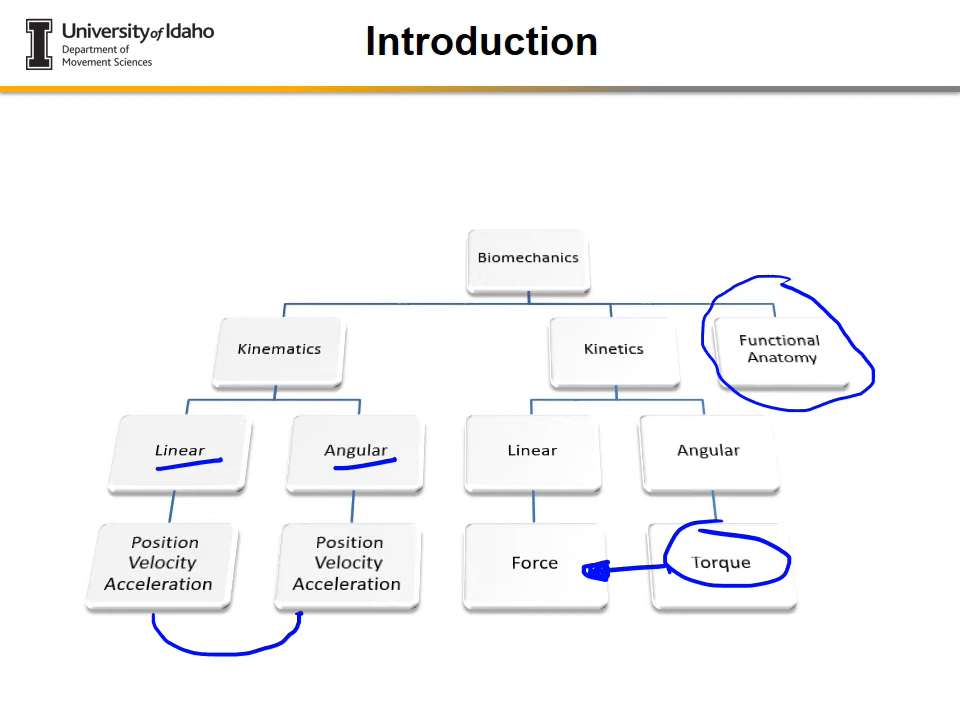 University of Idaho
Department of
Movement Sciences
Introduction
Biomechanics
Kinematics
Kinetics
Functional
Anatomy
Linear
Angular
Linear
Angular
Position
Velocity
Acceleration
Position
Velocity
Acceleration
Force
Torque